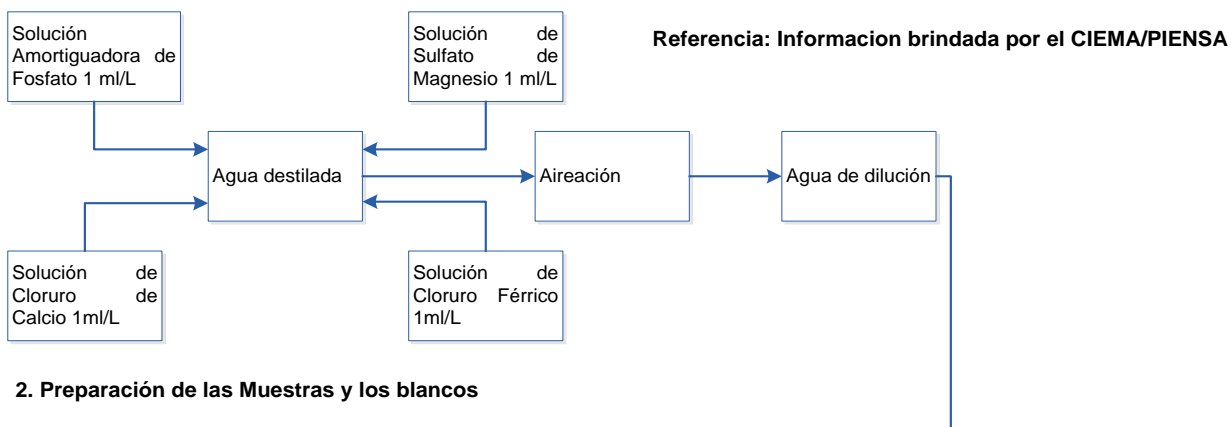 Solución
Amortiguadora de
Fosfato 1 ml/L
Solución de
Sulfato de
Magnesio 1 ml/L
Referencia: Informacion brindada por el CIEMA/PIENSA
Agua destilada
Aireación
Agua de dilución
Solución de
Cloruro de
Calcio 1ml/L
Solución de
Cloruro Férrico
1ml/L
2. Preparación de las Muestras y los blancos